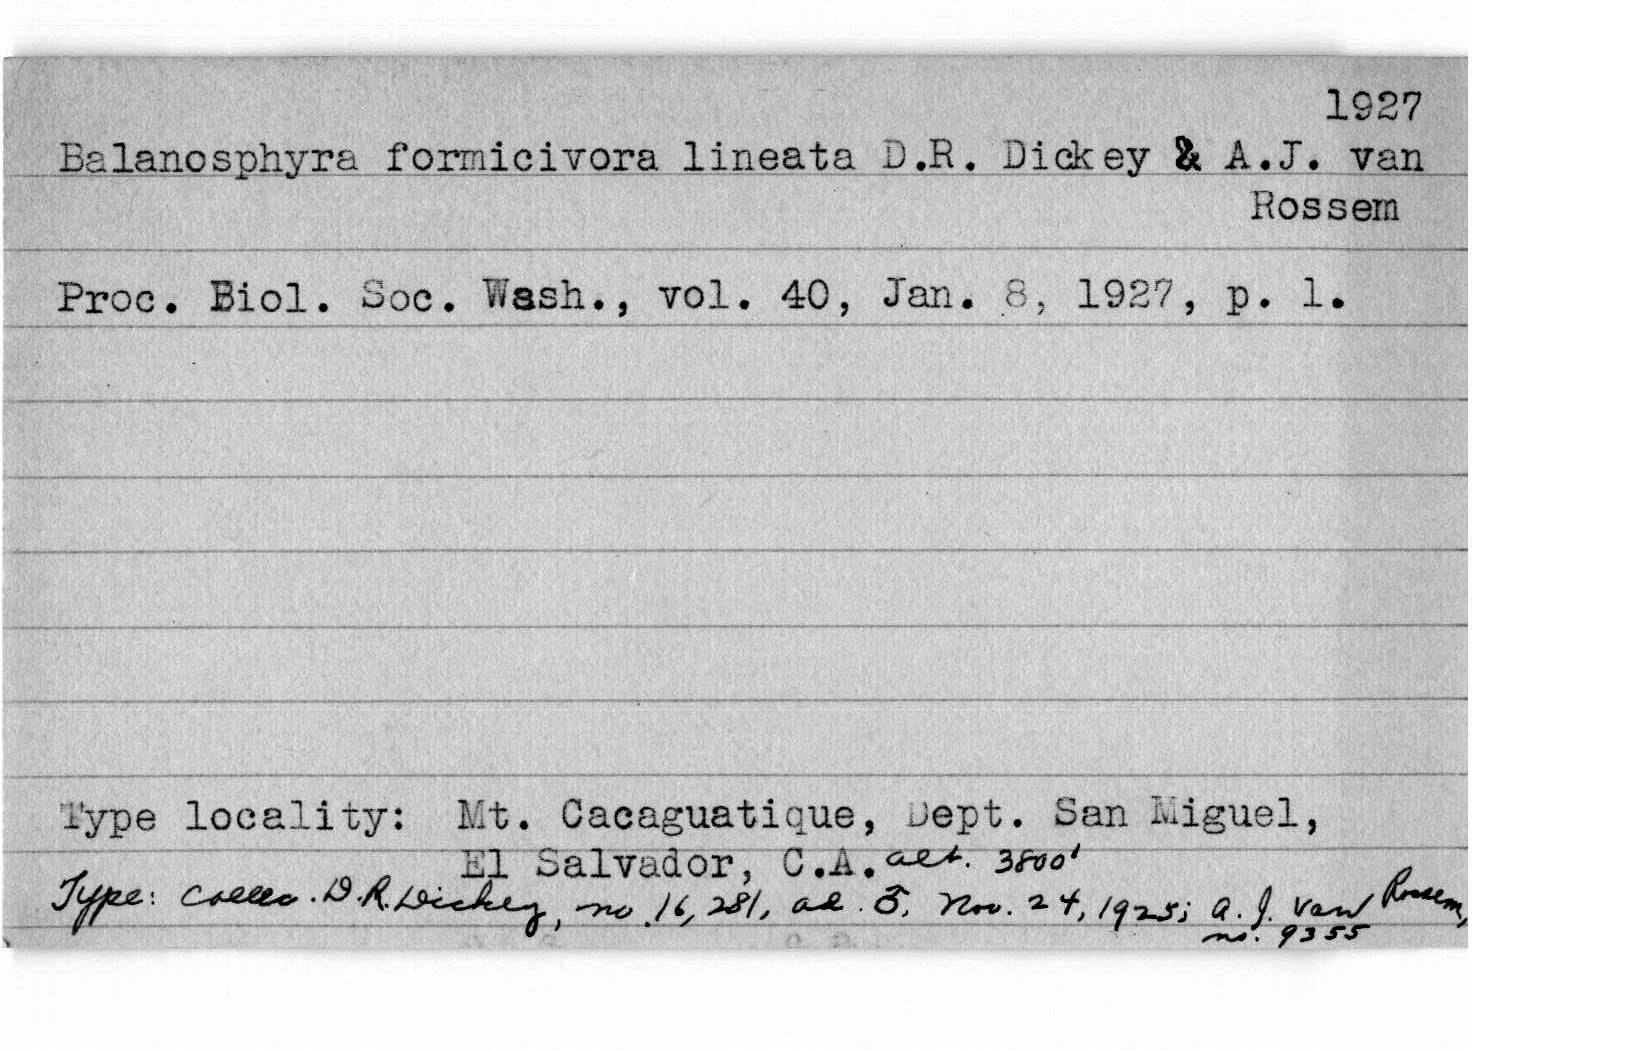 1927
Balanosphyra formicivora lineata D.R. Dickey & A.J. van
Rossem
Proc. Biol. Soc. Wash., vol. 40, Jan. 8, 1927, p. 1.
Type locality: Mt. Cacaguatique, Dept. San Miguel,
El Salvador, C.A. alt. 3800'
Type: Collec. D.R. Dickey, no. 16,281, ad. ♂, Nov. 24, 1925; A. J. van Rossem,
no. 9355